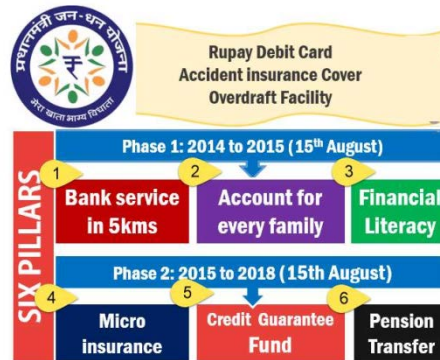 प्रधानमंत्री जन-धन योजना
मेरा खाता भाग्य विधाता
Rupay Debit Card
Accident insurance Cover
Overdraft Facility
SIX PILLARS
Phase 1: 2014 to 2015 (15th August)
1
2
3
Bank service
in 5kms
Account for
every family
Financial
Literacy
Phase 2: 2015 to 2018 (15th August)
4
5
6
Micro
insurance
Credit Guarantee
Fund
Pension
Transfer